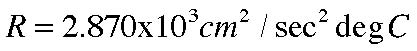 R = 2.870x10³cm² / sec² deg C